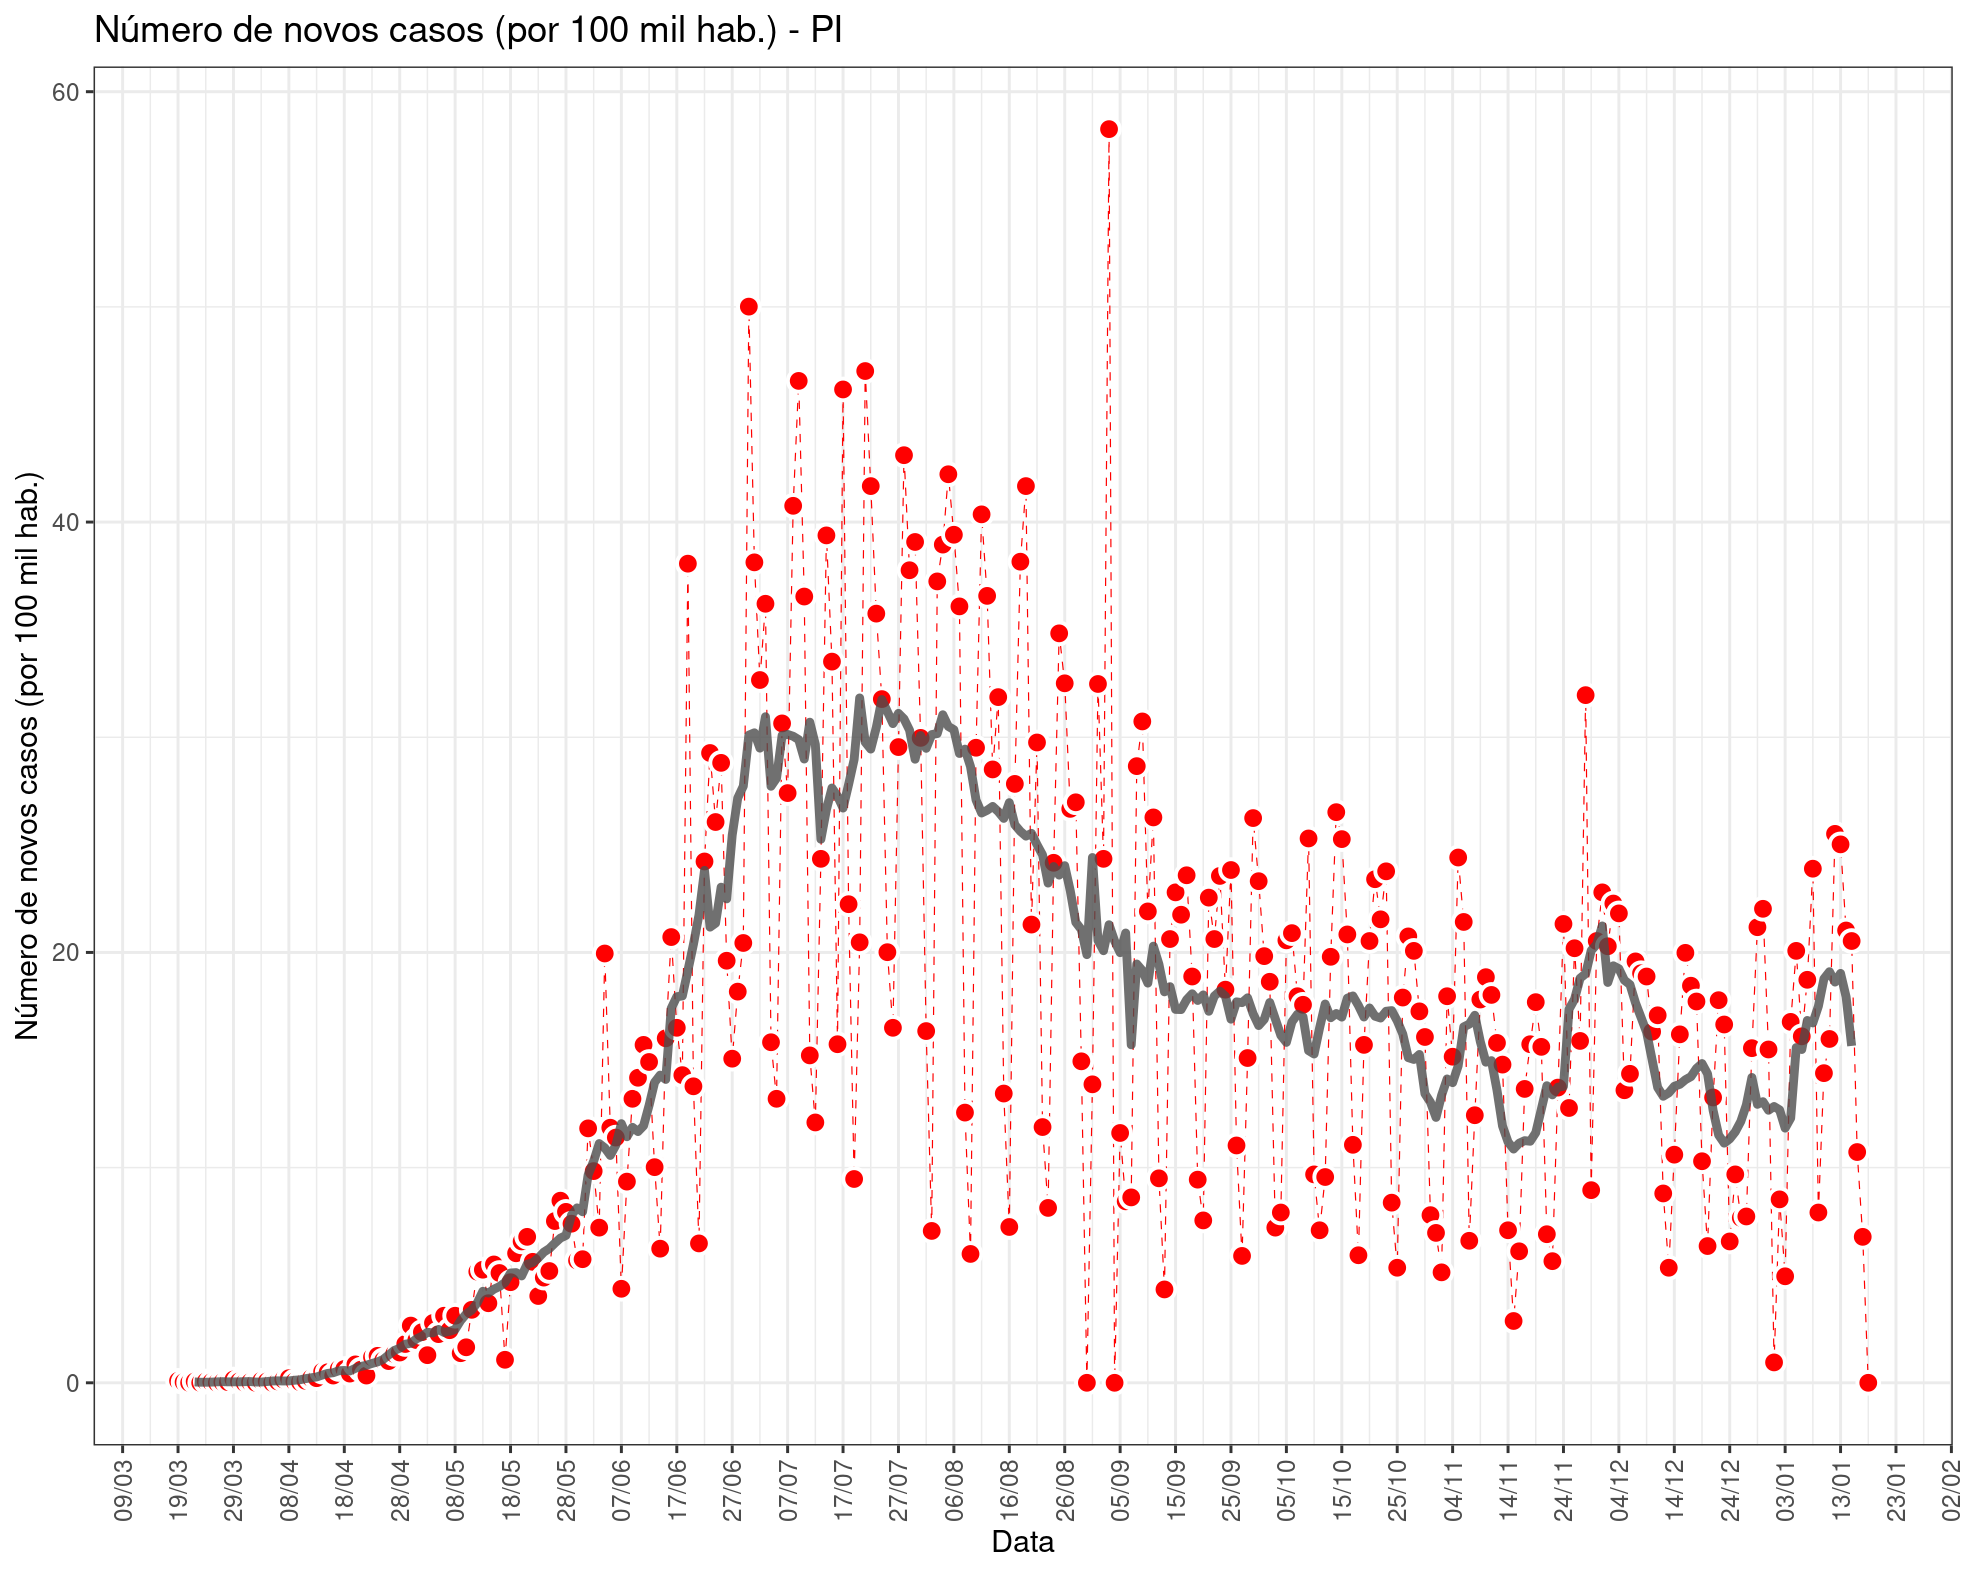 Número de novos casos (por 100 mil hab.) - PI
Número de novos casos (por 100 mil hab.)
60
40
20
0
09/03 19/03 29/03 08/04 18/04 28/04 08/05 18/05 28/05 07/06 17/06 27/06 07/07 17/07 27/07 06/08 16/08 26/08 05/09 15/09 25/09 05/10 15/10 25/10 04/11 14/11 24/11 04/12 14/12 24/12 03/01 13/01 23/01 02/02
Data